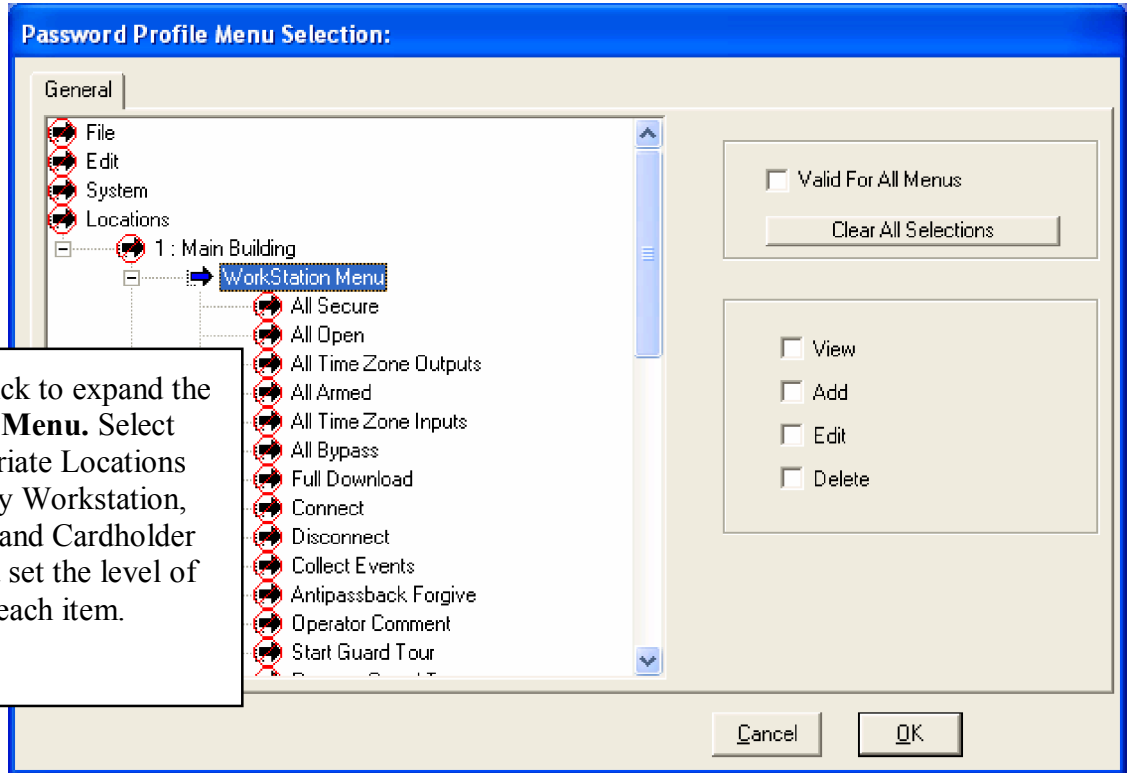 Password Profile Menu Selection:
General
File
Edit
System
Locations
1 : Main Building
WorkStation Menu
All Secure
All Open
All Time Zone Outputs
All Armed
All Time Zone Inputs
All Bypass
Full Download
Connect
Disconnect
Collect Events
Antipassback Forgive
Operator Comment
Start Guard Tour
Valid For All Menus
Clear All Selections
View
Add
Edit
Delete
ck to expand the
Menu. Select
riate Locations
y Workstation,
and Cardholder
set the level of
each item.
Cancel
OK